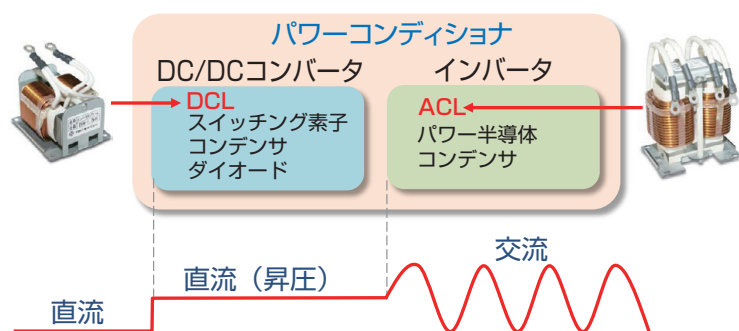 パワーコンディショナ
DC/DCコンバータ
インバータ
DCL
スイッチング素子
コンデンサ
ダイオード
ACL
パワー半導体
コンデンサ
直流
直流（昇圧）
交流